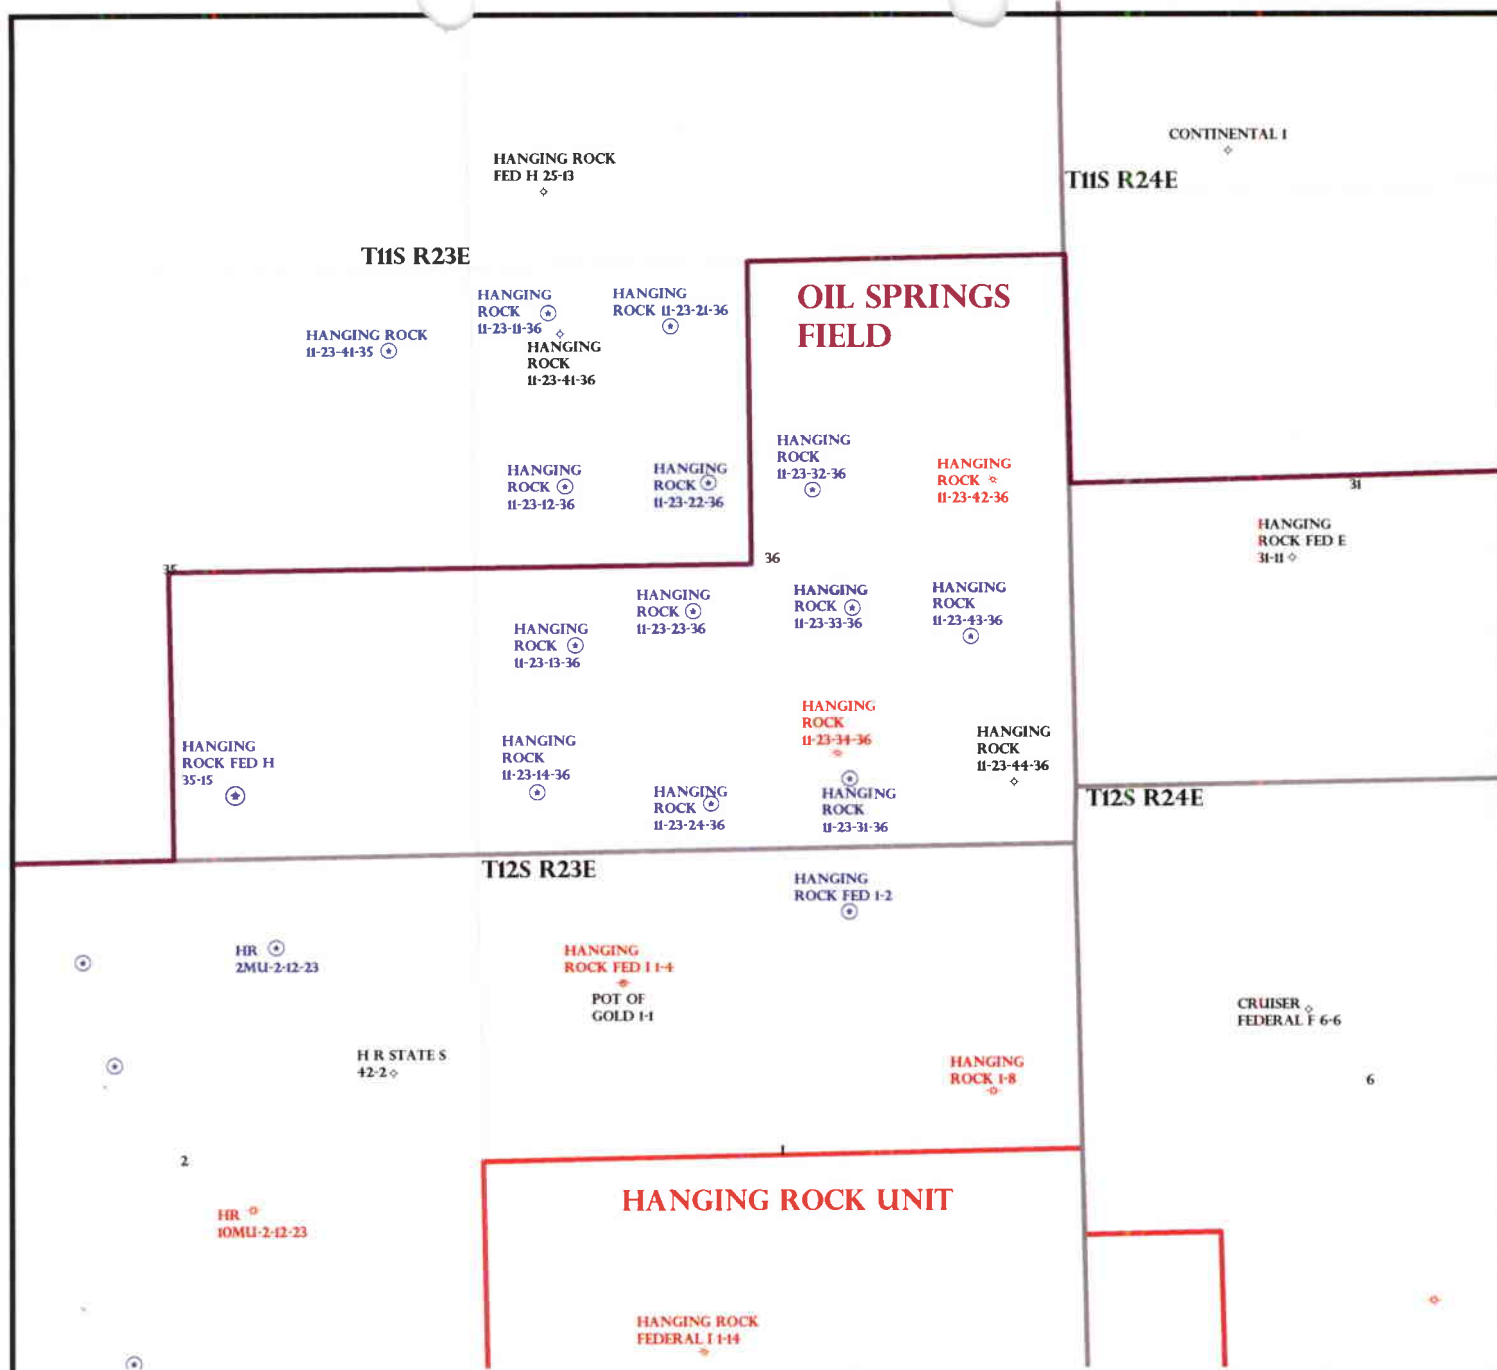 CONTINENTAL 1
HANGING ROCK
FED H 25-13
T11S R24E
T11S R23E
HANGING
ROCK
11-23-11-36
HANGING
ROCK 11-23-21-36
OIL SPRINGS
FIELD
HANGING ROCK
11-23-41-35
HANGING
ROCK
11-23-41-36
HANGING
ROCK
11-23-32-36
HANGING
ROCK
11-23-42-36
HANGING
ROCK
11-23-12-36
HANGING
ROCK
11-23-22-36
31
HANGING
ROCK FED E
31-11
35
36
HANGING
ROCK
11-23-23-36
HANGING
ROCK
11-23-33-36
HANGING
ROCK
11-23-43-36
HANGING
ROCK
11-23-13-36
HANGING
ROCK
11-23-34-36
HANGING
ROCK
11-23-44-36
HANGING
ROCK FED H
35-15
HANGING
ROCK
11-23-14-36
HANGING
ROCK
11-23-24-36
HANGING
ROCK
11-23-31-36
T12S R24E
T12S R23E
HANGING
ROCK FED 1-2
HR
2MU-2-12-23
HANGING
ROCK FED I 1-4
POT OF
GOLD 1-1
CRUISER
FEDERAL F 6-6
H R STATE S
42-2
HANGING
ROCK 1-8
6
1
2
HANGING ROCK UNIT
HR
10MU-2-12-23
HANGING ROCK
FEDERAL I 1-14